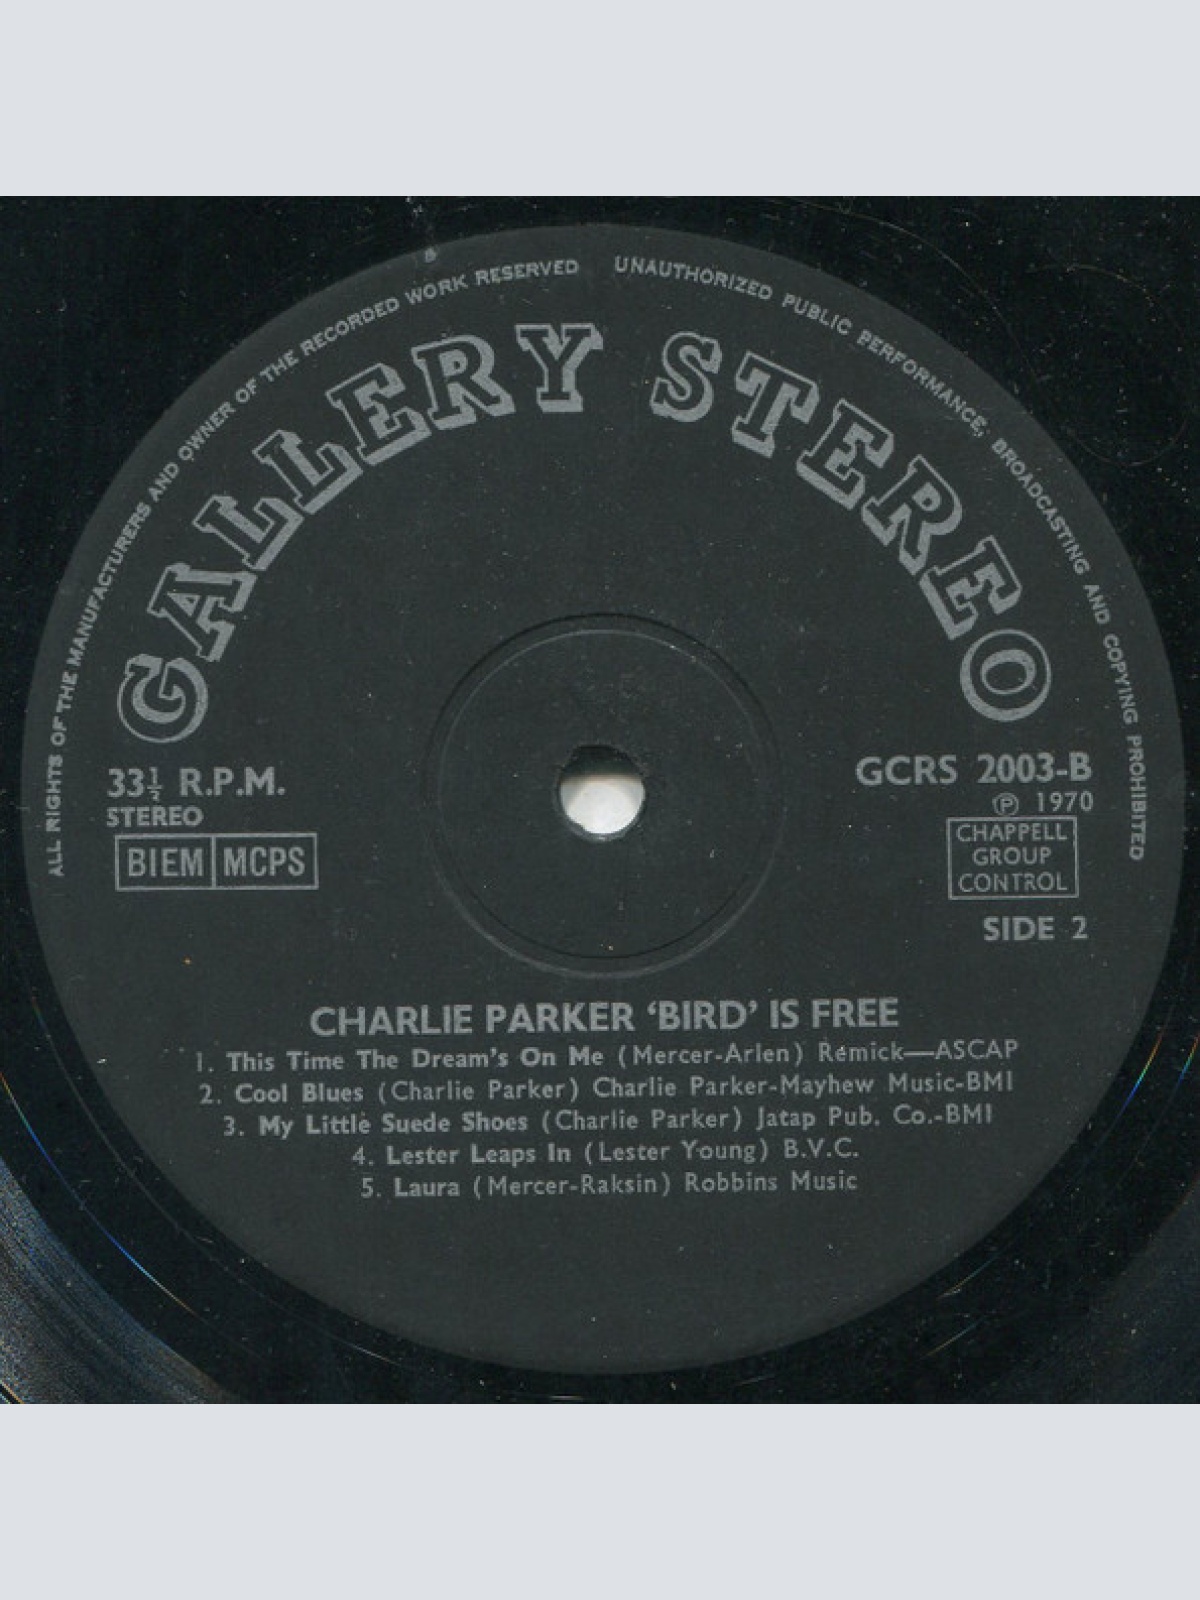 ALL RIGHTS OF THE MANUFACTURERS AND OWNER OF THE RECORDED WORK RESERVED UNAUTHORIZED PUBLIC PERFORMANCE, BROADCASTING AND COPYING PROHIBITED
GALLERY STEREO
33½ R.P.M.
STEREO
BIEM MCPS
GCRS 2003-B
℗ 1970
CHAPPELL
GROUP
CONTROL
SIDE 2
CHARLIE PARKER ‘BIRD’ IS FREE
1. This Time The Dream's On Me (Mercer-Arlen) Remick—ASCAP
2. Cool Blues (Charlie Parker) Charlie Parker-Mayhew Music-BMI
3. My Little Suede Shoes (Charlie Parker) Jatap Pub. Co.-BMI
4. Lester Leaps In (Lester Young) B.V.C.
5. Laura (Mercer-Raksin) Robbins Music